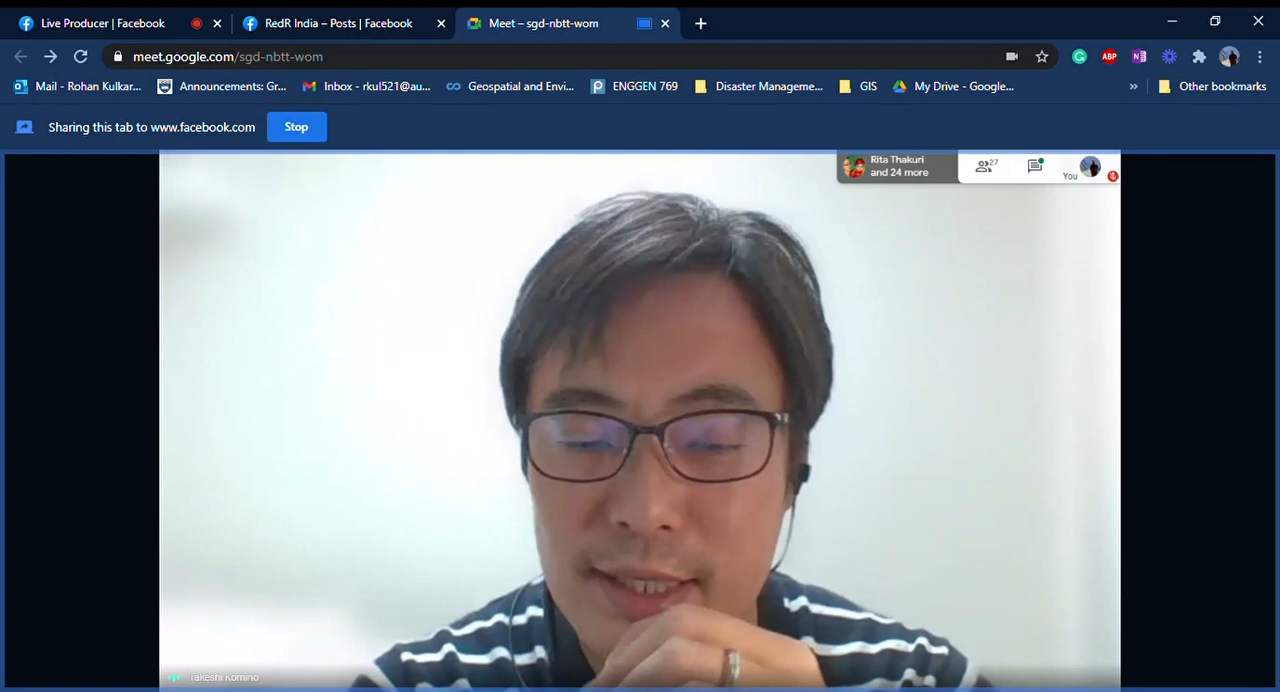 Live Producer | Facebook
RedR India – Posts | Facebook
Meet – sgd-nbtt-wom
meet.google.com/sgd-nbtt-wom
ABP
N
Mail - Rohan Kulkar...
Announcements: Gr...
Inbox - rkul521@au...
Geospatial and Envi...
ENGGEN 769
Disaster Manageme...
GIS
My Drive - Google...
»
Other bookmarks
Sharing this tab to www.facebook.com
Stop
Rita Thakuri
and 24 more
27
You
Takeshi Komino